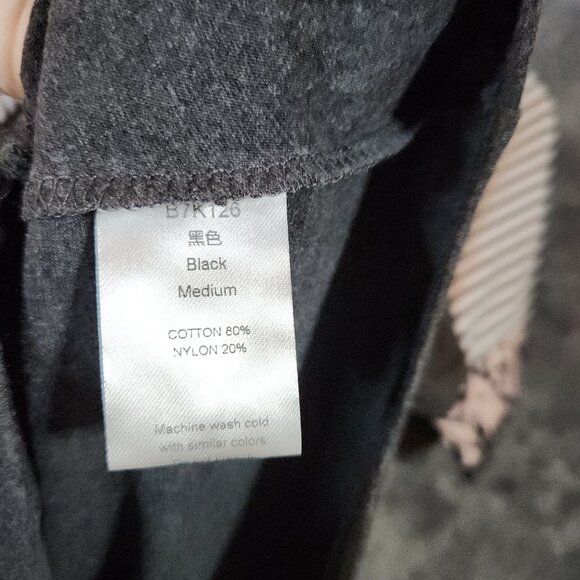 B7K126
黑色
Black
Medium
COTTON 80%
NYLON 20%
Machine wash cold
with similar colors